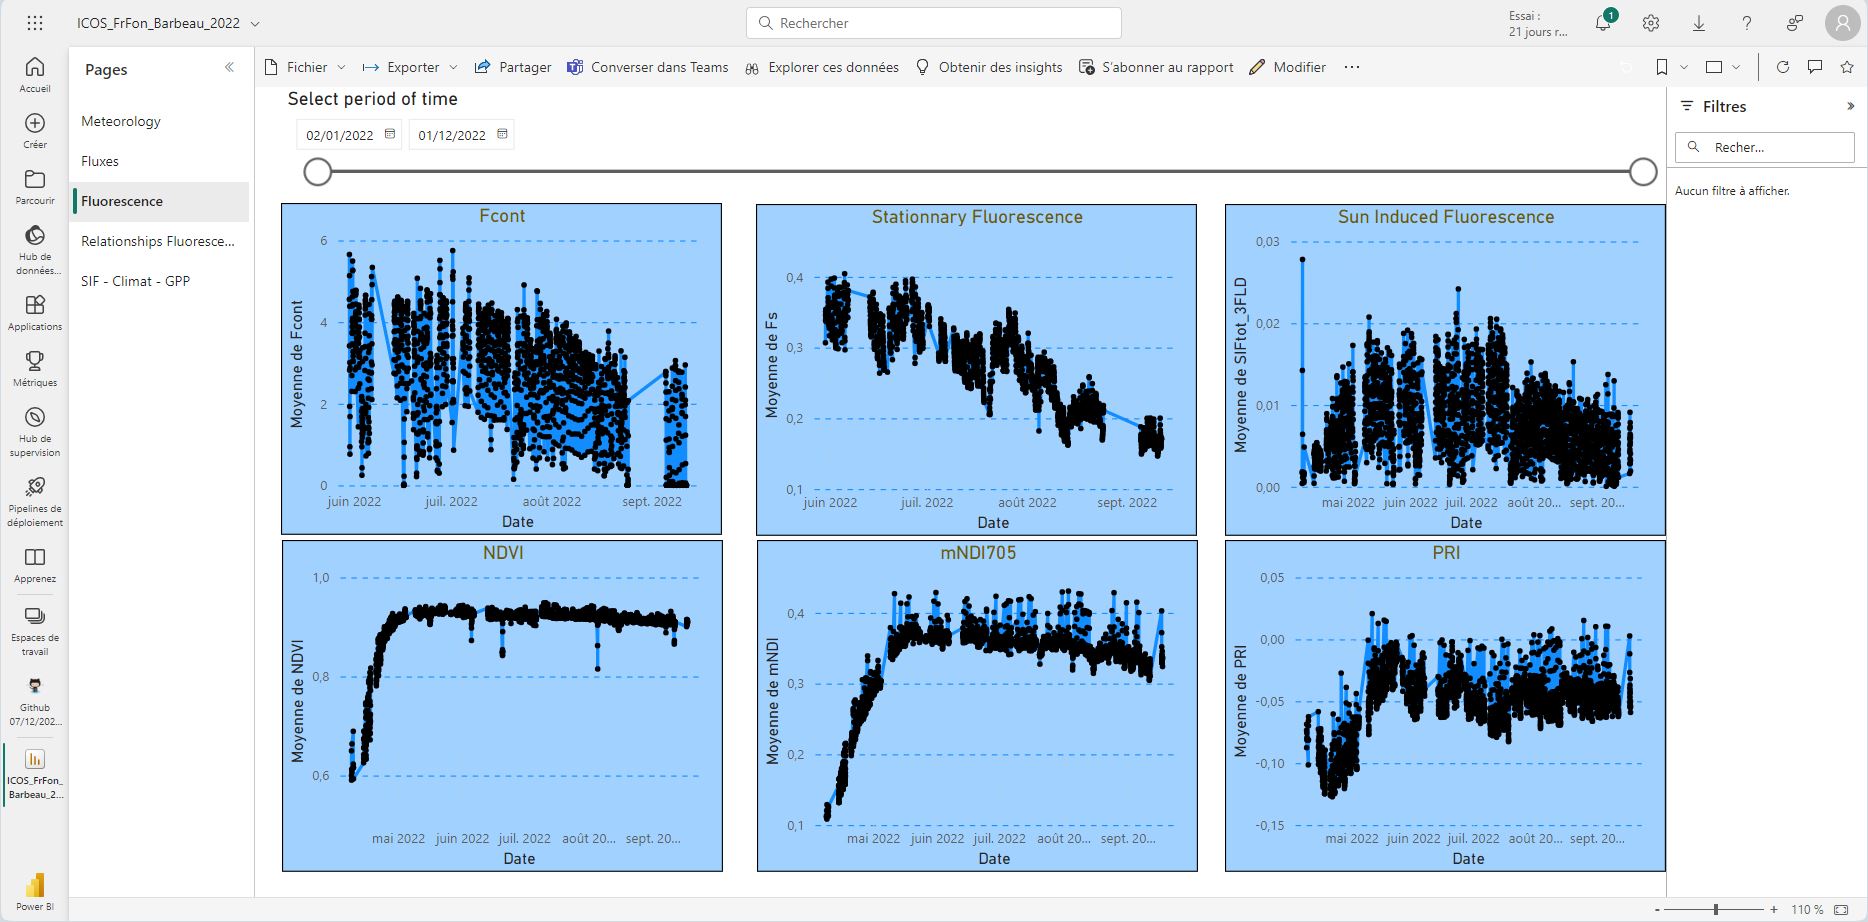 ICOS_FrFon_Barbeau_2022
Rechercher
Essai :
21 jours r...
1
Accueil
Créer
Parcourir
Hub de
données...
Applications
Métriques
Hub de
supervision
Pipelines de
déploiement
Apprenez
Espaces de
travail
Github
07/12/202...
ICOS_FrFon_
Barbeau_2...
Power BI
Pages
Meteorology
Fluxes
Fluorescence
Relationships Fluoresce...
SIF - Climat - GPP
Fichier
Exporter
Partager
Converser dans Teams
Explorer ces données
Obtenir des insights
S'abonner au rapport
Modifier
...
Select period of time
02/01/2022
01/12/2022
Fcont
Moyenne de Fcont
6
4
2
0
juin 2022 juil. 2022 août 2022 sept. 2022
Date
Stationnary Fluorescence
Moyenne de Fs
0,4
0,3
0,2
0,1
juin 2022 juil. 2022 août 2022 sept. 2022
Date
Sun Induced Fluorescence
Moyenne de SIFtot_3FLD
0,03
0,02
0,01
0,00
mai 2022 juin 2022 juil. 2022 août 20... sept. 20...
Date
NDVI
Moyenne de NDVI
1,0
0,8
0,6
mai 2022 juin 2022 juil. 2022 août 20... sept. 20...
Date
mNDI705
Moyenne de mNDI
0,4
0,3
0,2
0,1
mai 2022 juin 2022 juil. 2022 août 20... sept. 20...
Date
PRI
Moyenne de PRI
0,05
0,00
-0,05
-0,10
-0,15
mai 2022 juin 2022 juil. 2022 août 20... sept. 20...
Date
Filtres
Recher...
Aucun filtre à afficher.
- + 110 %